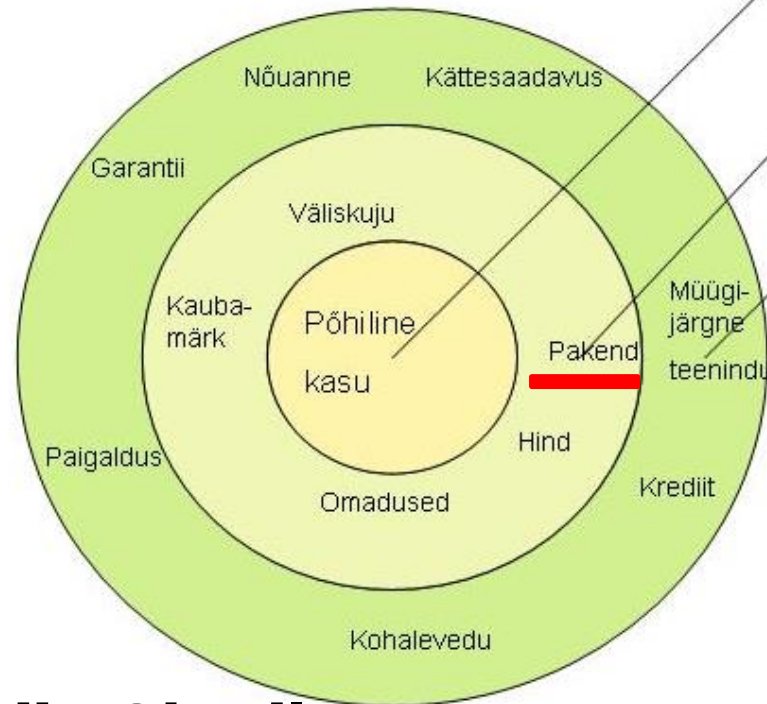 Nõuanne
Kättesaadavus
Garantii
Väliskuju
Kauba-
märk
Põhiline
kasu
Pakend
Müügi-
järgne
teenindu
Hind
Paigaldus
Omadused
Krediit
Kohalevedu